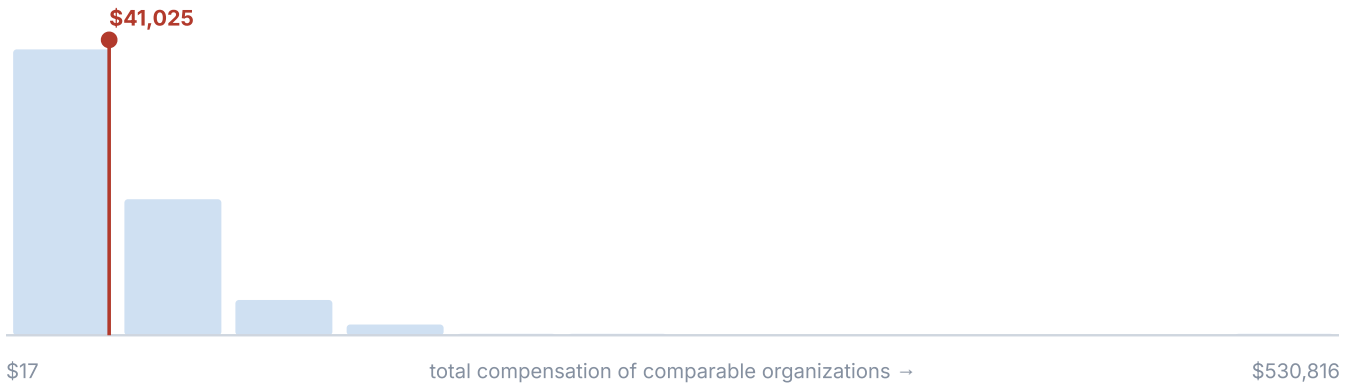 $41,025
$17
total compensation of comparable organizations →
$530,816